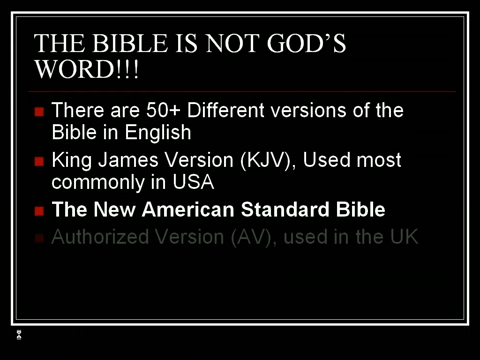 THE BIBLE IS NOT GOD'S
WORD!!!
There are 50+ Different versions of the
Bible in English
King James Version (KJV), Used most
commonly in USA
The New American Standard Bible
Authorized Version (AV), used in the UK